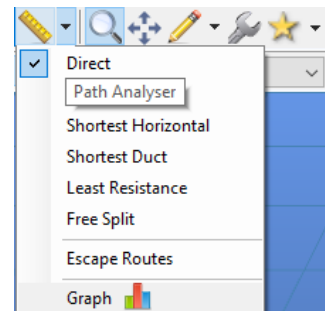 Direct
Path Analyser
Shortest Horizontal
Shortest Duct
Least Resistance
Free Split
Escape Routes
Graph